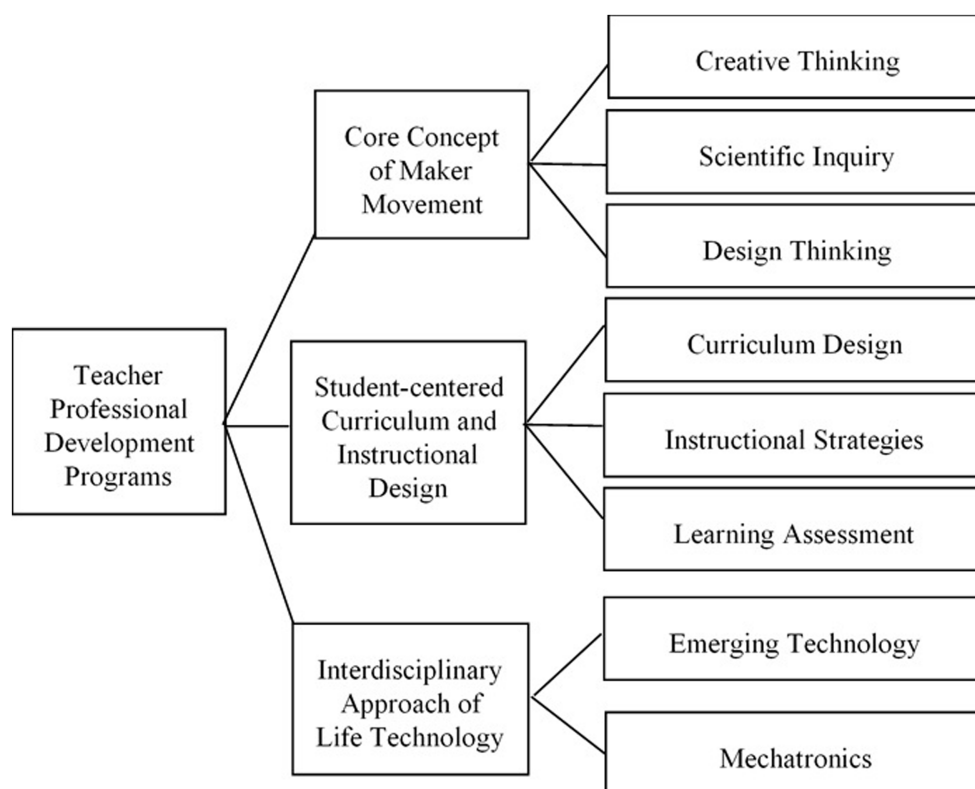 Teacher
Professional
Development
Programs
Core Concept
of Maker
Movement
Creative Thinking
Scientific Inquiry
Design Thinking
Student-centered
Curriculum and
Instructional
Design
Curriculum Design
Instructional Strategies
Learning Assessment
Interdisciplinary
Approach of
Life Technology
Emerging Technology
Mechatronics